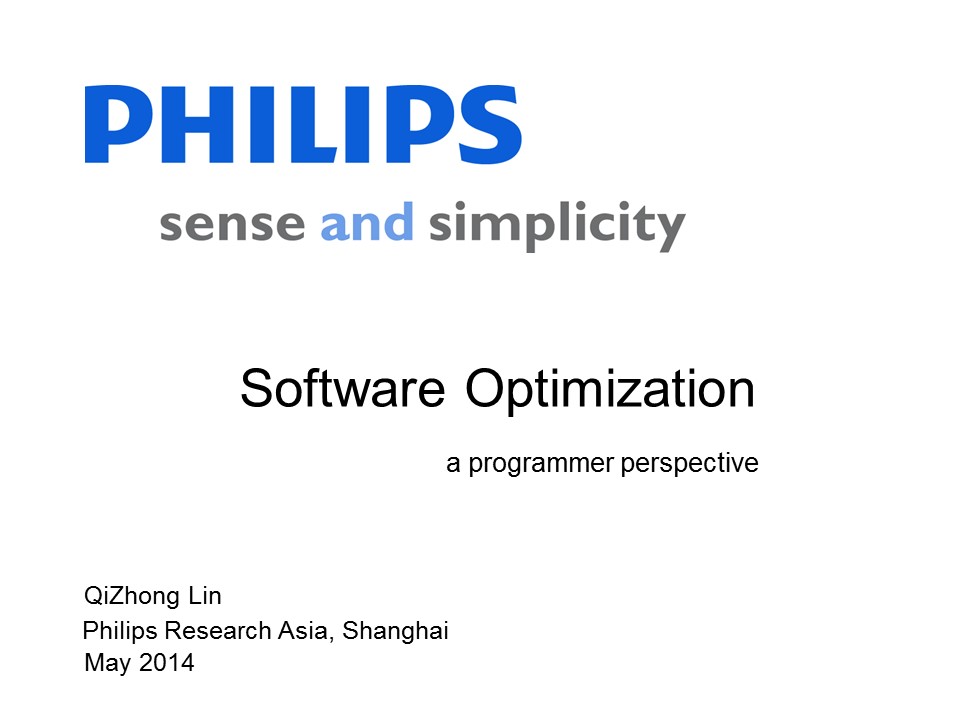 PHILIPS
sense and simplicity
Software Optimization
a programmer perspective
QiZhong Lin
Philips Research Asia, Shanghai
May 2014